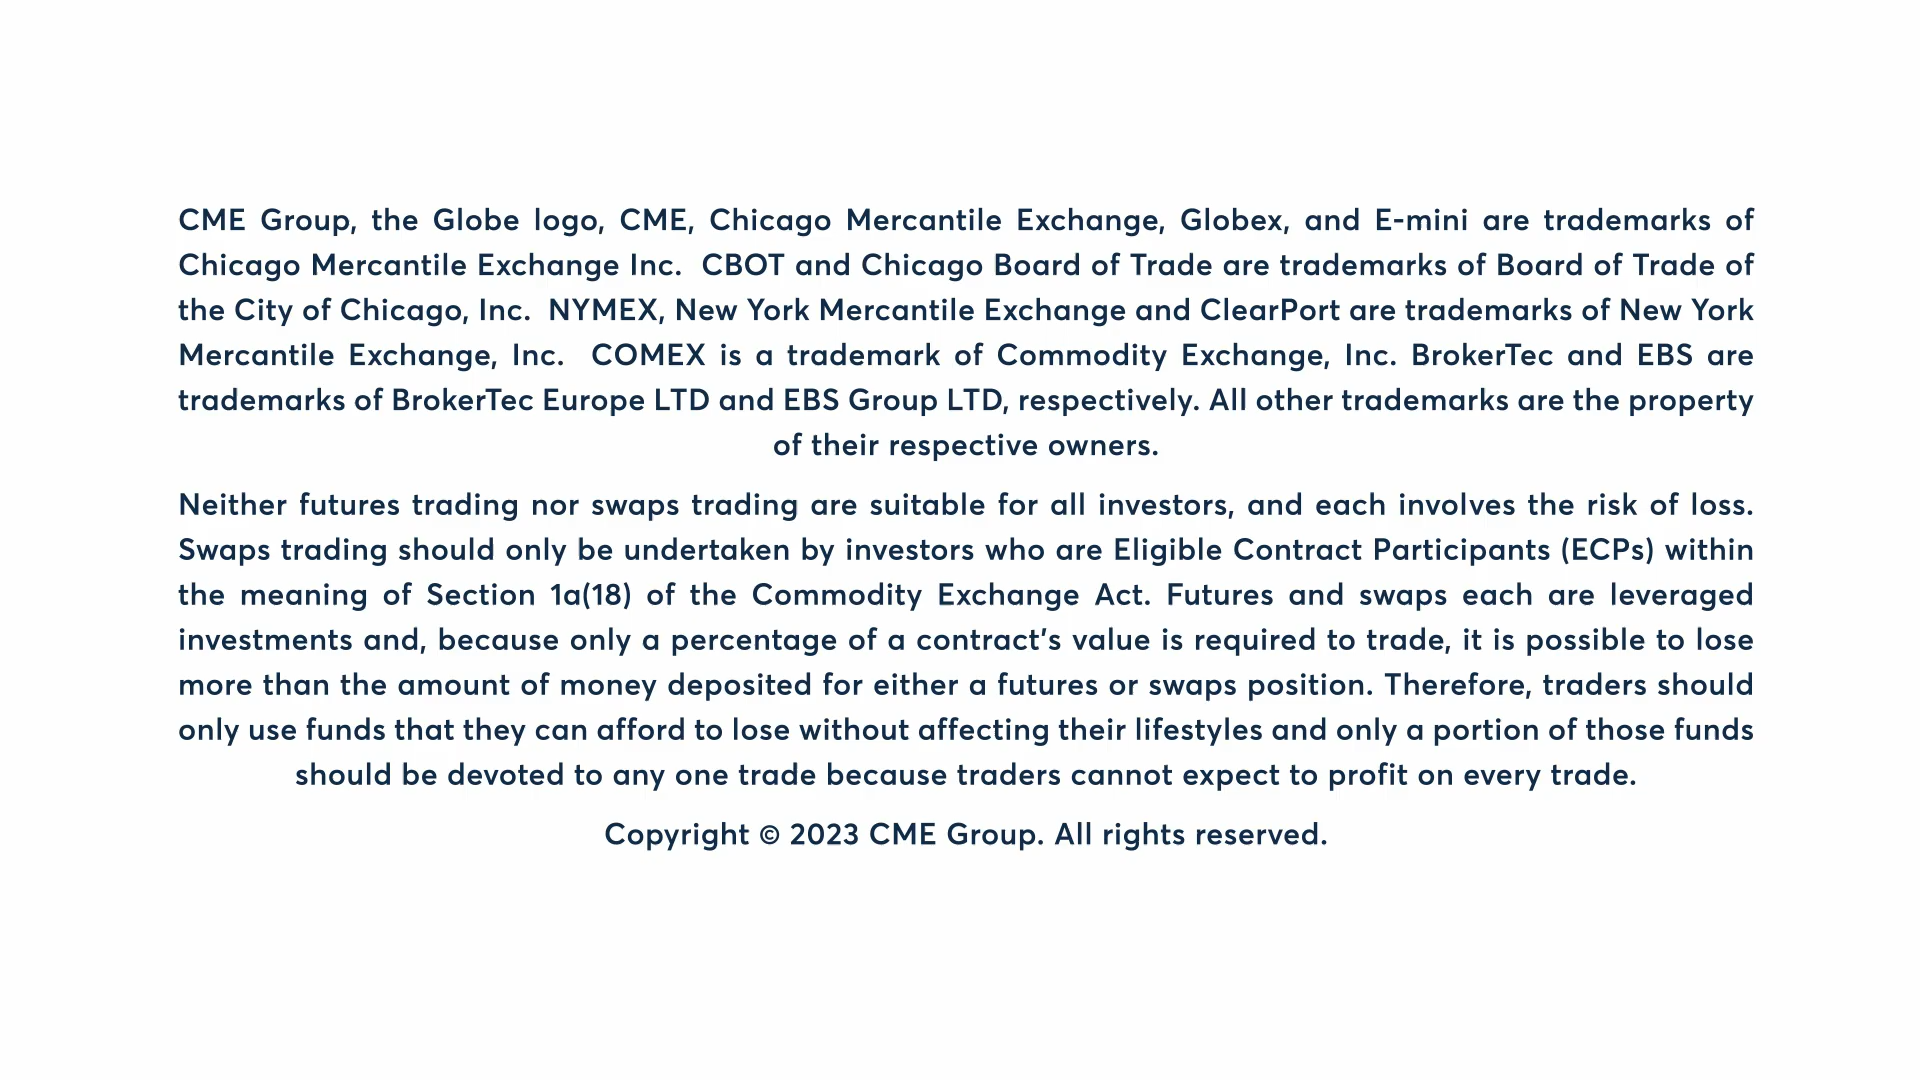 CME Group, the Globe logo, CME, Chicago Mercantile Exchange, Globex, and E-mini are trademarks of
Chicago Mercantile Exchange Inc.  CBOT and Chicago Board of Trade are trademarks of Board of Trade of
the City of Chicago, Inc.  NYMEX, New York Mercantile Exchange and ClearPort are trademarks of New York
Mercantile Exchange, Inc.  COMEX is a trademark of Commodity Exchange, Inc. BrokerTec and EBS are
trademarks of BrokerTec Europe LTD and EBS Group LTD, respectively. All other trademarks are the property
of their respective owners.
Neither futures trading nor swaps trading are suitable for all investors, and each involves the risk of loss.
Swaps trading should only be undertaken by investors who are Eligible Contract Participants (ECPs) within
the meaning of Section 1a(18) of the Commodity Exchange Act. Futures and swaps each are leveraged
investments and, because only a percentage of a contract’s value is required to trade, it is possible to lose
more than the amount of money deposited for either a futures or swaps position. Therefore, traders should
only use funds that they can afford to lose without affecting their lifestyles and only a portion of those funds
should be devoted to any one trade because traders cannot expect to profit on every trade.
Copyright © 2023 CME Group. All rights reserved.